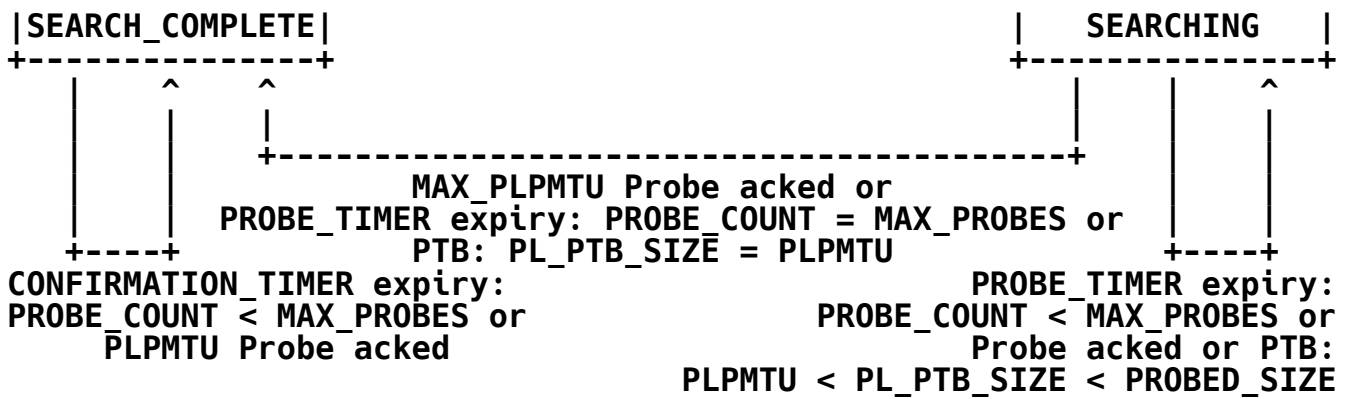 |SEARCH_COMPLETE| | SEARCHING |
+---------------+ +---------------+
| ^ ^ | | ^
| | | | | |
| | +-----------------------------------------+ | |
| | MAX_PLPMTU Probe acked or | |
| | PROBE_TIMER expiry: PROBE_COUNT = MAX_PROBES or | |
+----+ PTB: PL_PTB_SIZE = PLPMTU +----+
CONFIRMATION_TIMER expiry: PROBE_TIMER expiry:
PROBE_COUNT < MAX_PROBES or PROBE_COUNT < MAX_PROBES or
PLPMTU Probe acked Probe acked or PTB:
PLPMTU < PL_PTB_SIZE < PROBED_SIZE